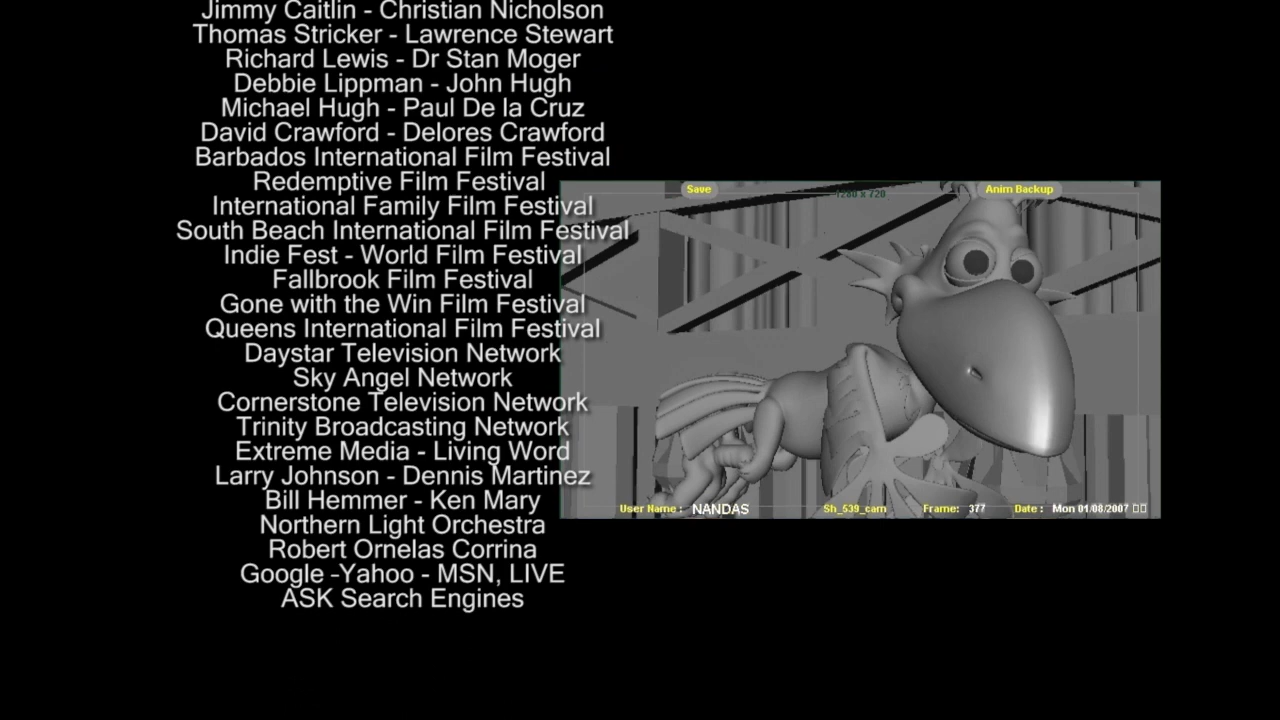 Jimmy Caitlin - Christian Nicholson
Thomas Stricker - Lawrence Stewart
Richard Lewis - Dr Stan Moger
Debbie Lippman - John Hugh
Michael Hugh - Paul De la Cruz
David Crawford - Delores Crawford
Barbados International Film Festival
Redemptive Film Festival
International Family Film Festival
South Beach International Film Festival
Indie Fest - World Film Festival
Fallbrook Film Festival
Gone with the Win Film Festival
Queens International Film Festival
Daystar Television Network
Sky Angel Network
Cornerstone Television Network
Trinity Broadcasting Network
Extreme Media - Living Word
Larry Johnson - Dennis Martinez
Bill Hemmer - Ken Mary
Northern Light Orchestra
Robert Ornelas Corrina
Google -Yahoo - MSN, LIVE
ASK Search Engines
Save 1280 x 720 Anim Backup
User Name : NANDAS Sh_539_cam Frame: 377 Date : Mon 01/08/2007